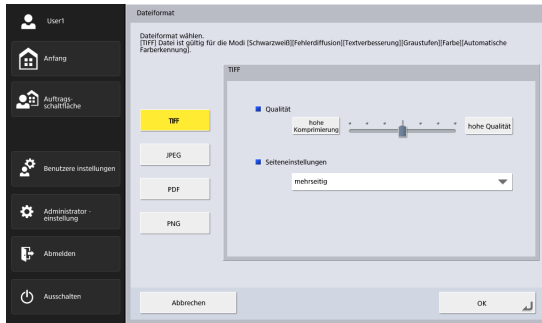 User1
Anfang
Auftrags-
schaltfläche
Benutzere instellungen
Administrator -
einstellung
Abmelden
Ausschalten
Dateiformat
Dateiformat wählen.
[TIFF] Datei ist gültig für die Modi [Schwarzweiß][Fehlerdiffusion][Textverbesserung][Graustufen][Farbe][Automatische
Farberkennung].
TIFF
JPEG
PDF
PNG
TIFF
Qualität
hohe
Komprimierung
hohe Qualität
Seiteneinstellungen
mehrseitig
Abbrechen
OK